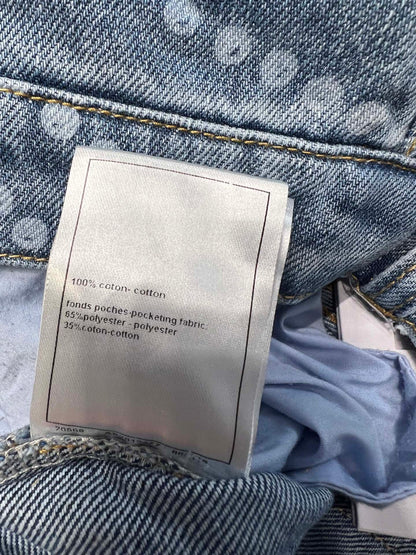 100% coton- cotton
fonds poches-pocketing fabric:
65%polyester - polyester
35%coton-cotton